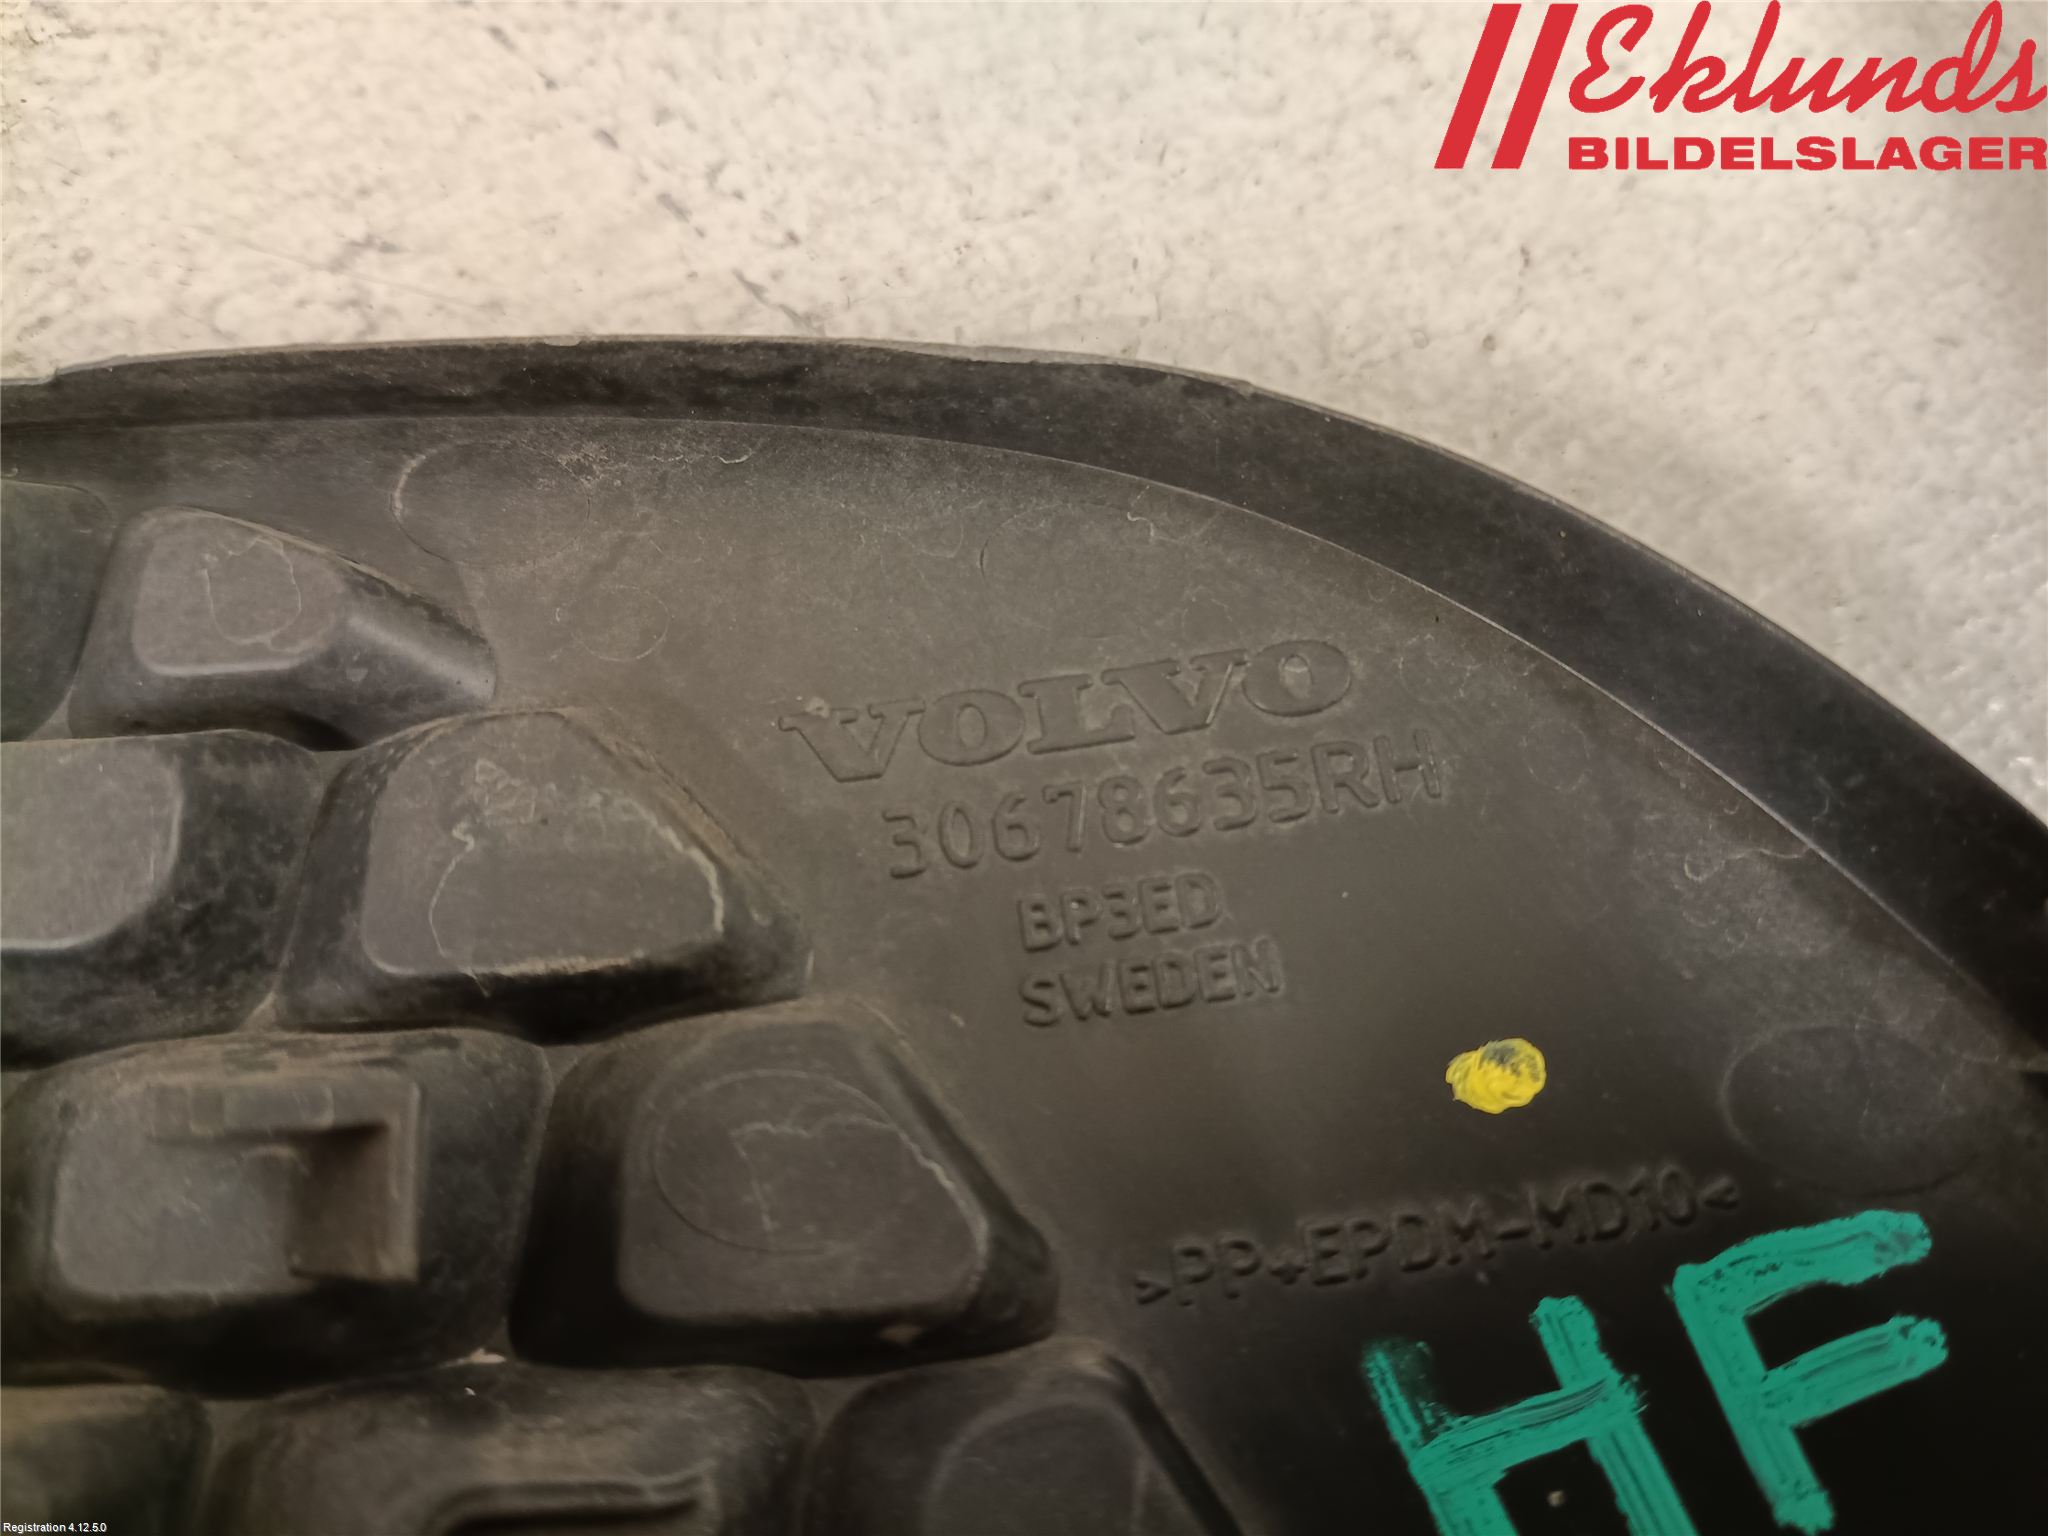 Eklunds
BILDELSLAGER
VOLVO
30678635RH
BP3ED
SWEDEN
>PP+EPDM-MD10<
HF
Registration 4.12.5.0